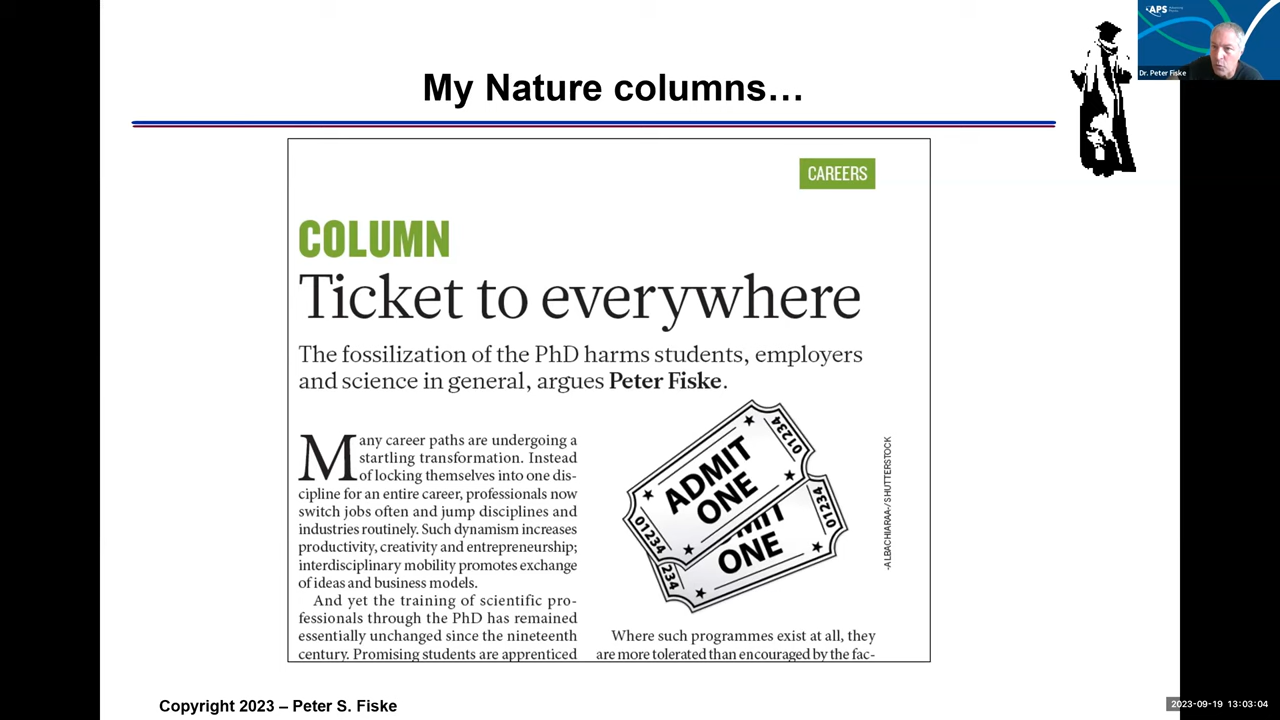 My Nature columns…
APS
Dr. Peter Fiske
CAREERS
COLUMN
Ticket to everywhere
The fossilization of the PhD harms students, employers
and science in general, argues Peter Fiske.
Many career paths are undergoing a
startling transformation. Instead
of locking themselves into one dis-
cipline for an entire career, professionals now
switch jobs often and jump disciplines and
industries routinely. Such dynamism increases
productivity, creativity and entrepreneurship;
interdisciplinary mobility promotes exchange
of ideas and business models.
And yet the training of scientific pro-
fessionals through the PhD has remained
essentially unchanged since the nineteenth
century. Promising students are apprenticed
ADMIT
ONE
01234
01234
MIT
ONE
01234
234
-ALBACHIARAA-/SHUTTERSTOCK
Where such programmes exist at all, they
are more tolerated than encouraged by the fac-
Copyright 2023 – Peter S. Fiske
2023-09-19 13:03:04